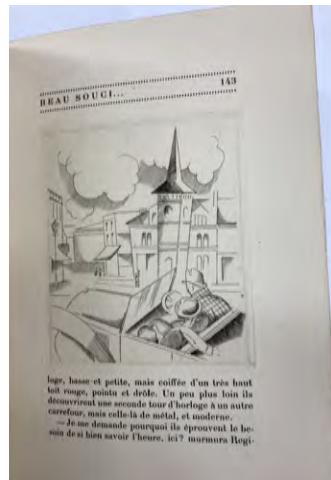 BEAU SOUCI... 143
loge, basse et petite, mais coiffée d'un très haut
toit rouge, pointu et drôle. Un peu plus loin ils
découvrirent une seconde tour d'horloge à un autre
carrefour, mais celle-là de métal, et moderne.
— Je me demande pourquoi ils éprouvent le be-
soin de si bien savoir l'heure, ici? murmura Regi-